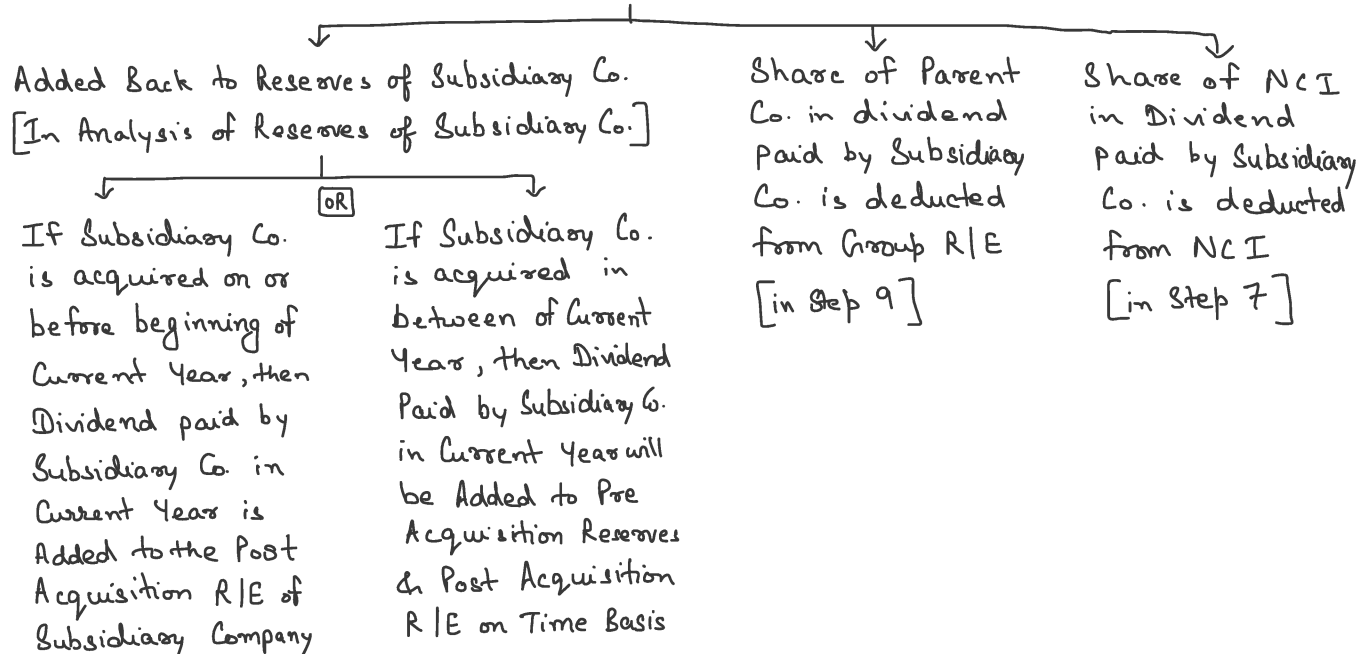 Added Back to Reserves of Subsidiary Co.
[In Analysis of Reserves of Subsidiary Co.]
OR
If Subsidiary Co.
is acquired on or
before beginning of
Current Year, then
Dividend paid by
Subsidiary Co. in
Current Year is
Added to the Post
Acquisition R/E of
Subsidiary Company
If Subsidiary Co.
is acquired in
between of Current
Year, then Dividend
Paid by Subsidiary Co.
in Current Year will
be Added to Pre
Acquisition Reserves
& Post Acquisition
R/E on Time Basis
Share of Parent
Co. in dividend
paid by Subsidiary
Co. is deducted
from Group R/E
[in Step 9]
Share of NCI
in Dividend
paid by Subsidiary
Co. is deducted
from NCI
[in Step 7]